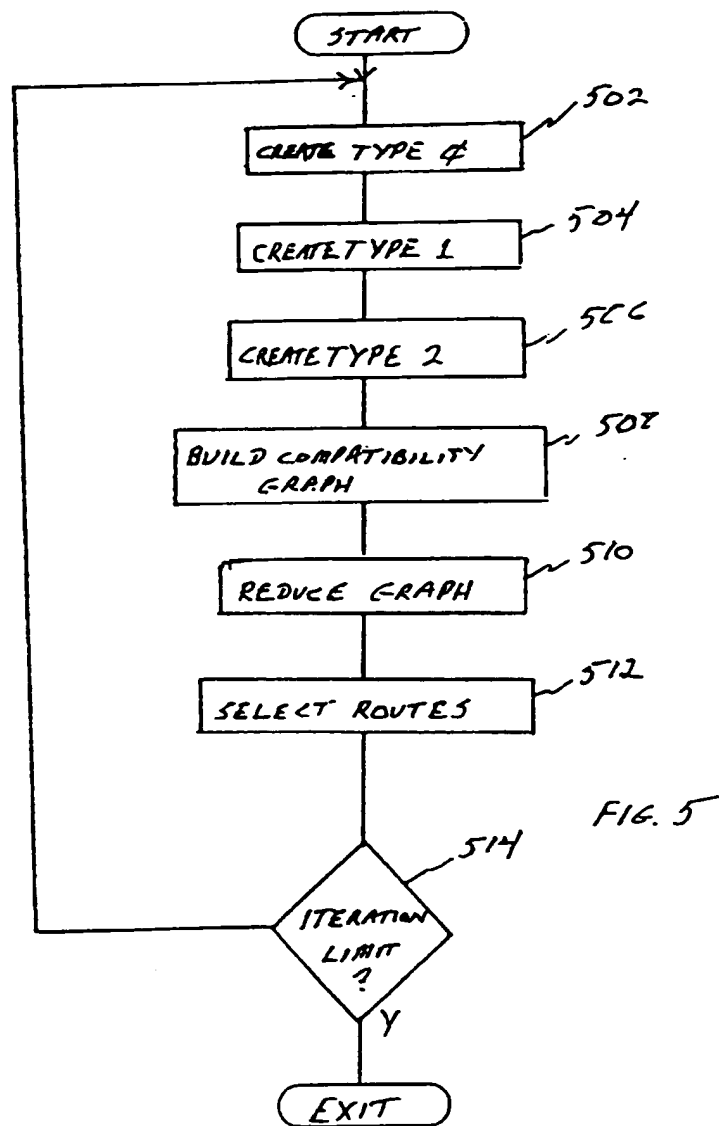 START
502
CREATE TYPE 0
504
CREATE TYPE 1
506
CREATE TYPE 2
508
BUILD COMPATIBILITY
GRAPH
510
REDUCE GRAPH
512
SELECT ROUTES
FIG. 5
514
ITERATION
LIMIT
?
Y
EXIT